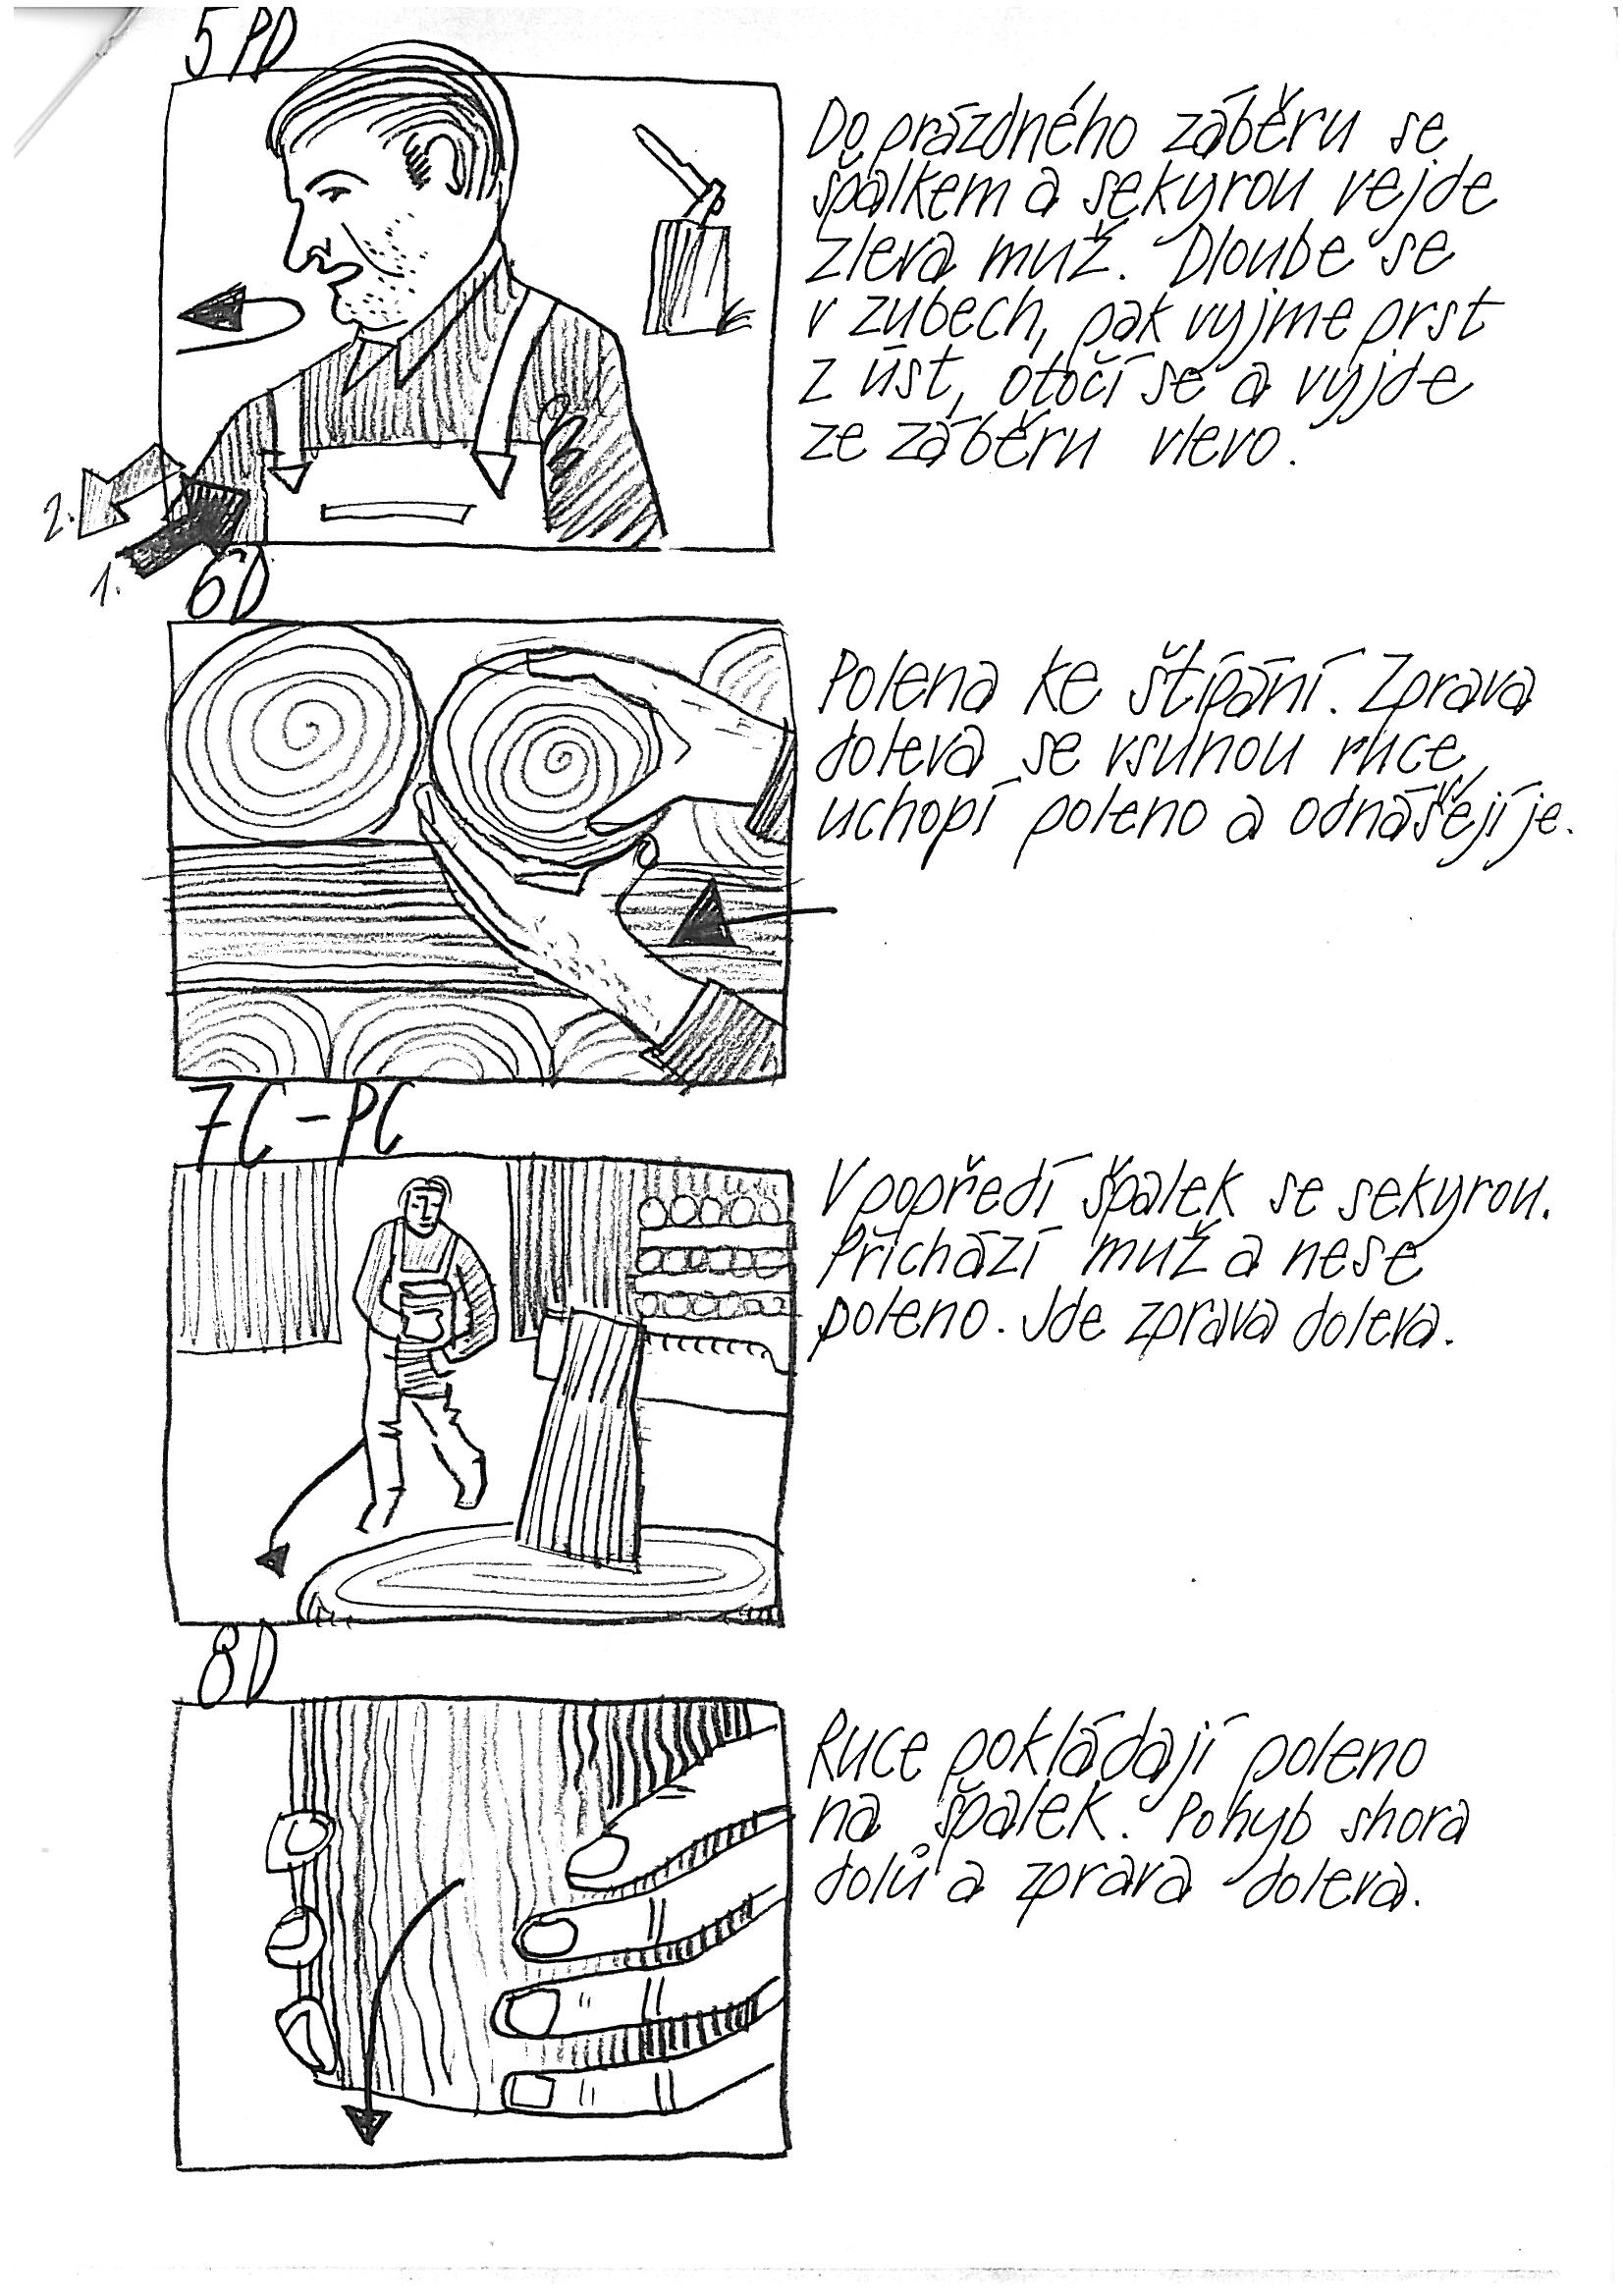 5 PD
Do prázdného záběru se
špalkem a sekyrou vejde
zleva muž. Dloube se
v zubech, pak vyjme prst
z úst, otočí se a vyjde
ze záběru vlevo.
2.
1.
6D
Polena ke štípání. Zprava
doleva se vsunou ruce,
uchopí poleno a odnášejí je.
7C-PC
V popředí špalek se sekyrou.
Přichází muž a nese
poleno. Jde zprava doleva.
8D
Ruce pokládají poleno
na špalek. Pohyb shora
dolů a zprava doleva.